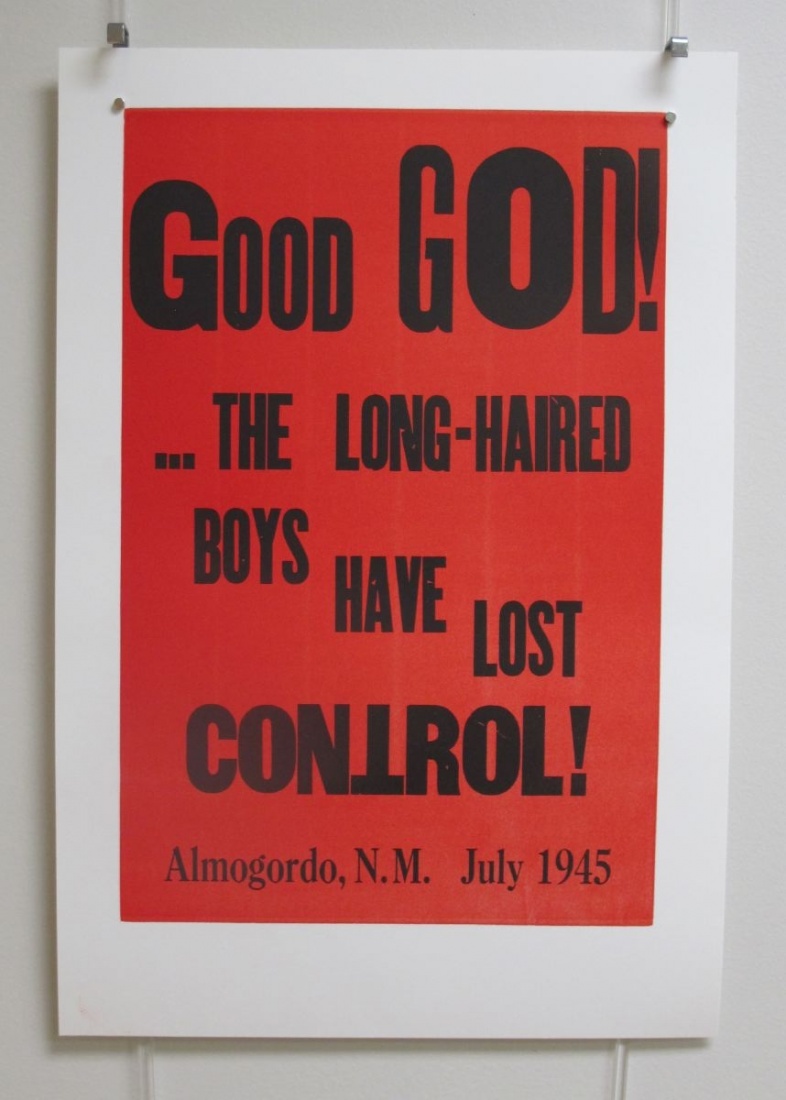 GOOD GOD!
... THE LONG-HAIRED
BOYS HAVE LOST
CONTROL!
Almogordo, N.M. July 1945